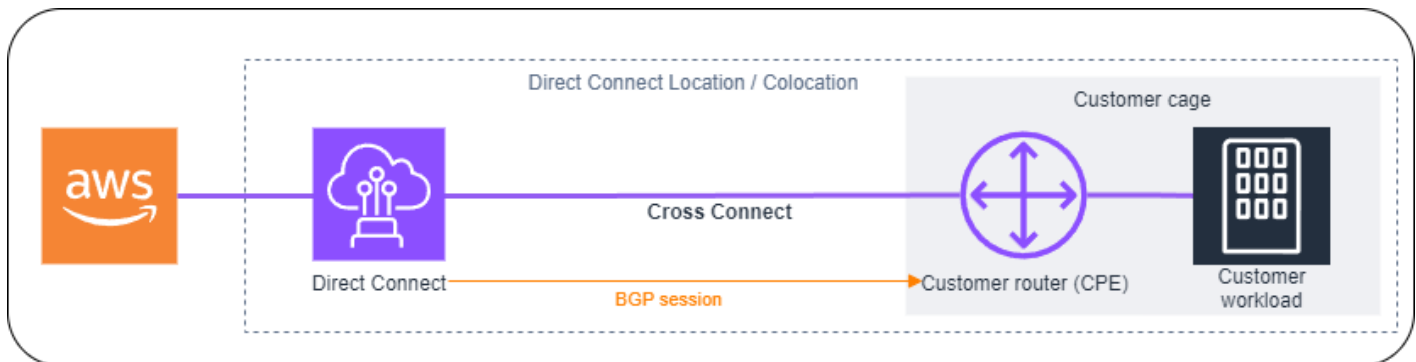 Direct Connect Location / Colocation
Customer cage
aws
Cross Connect
Direct Connect
BGP session
Customer router (CPE)
Customer
workload